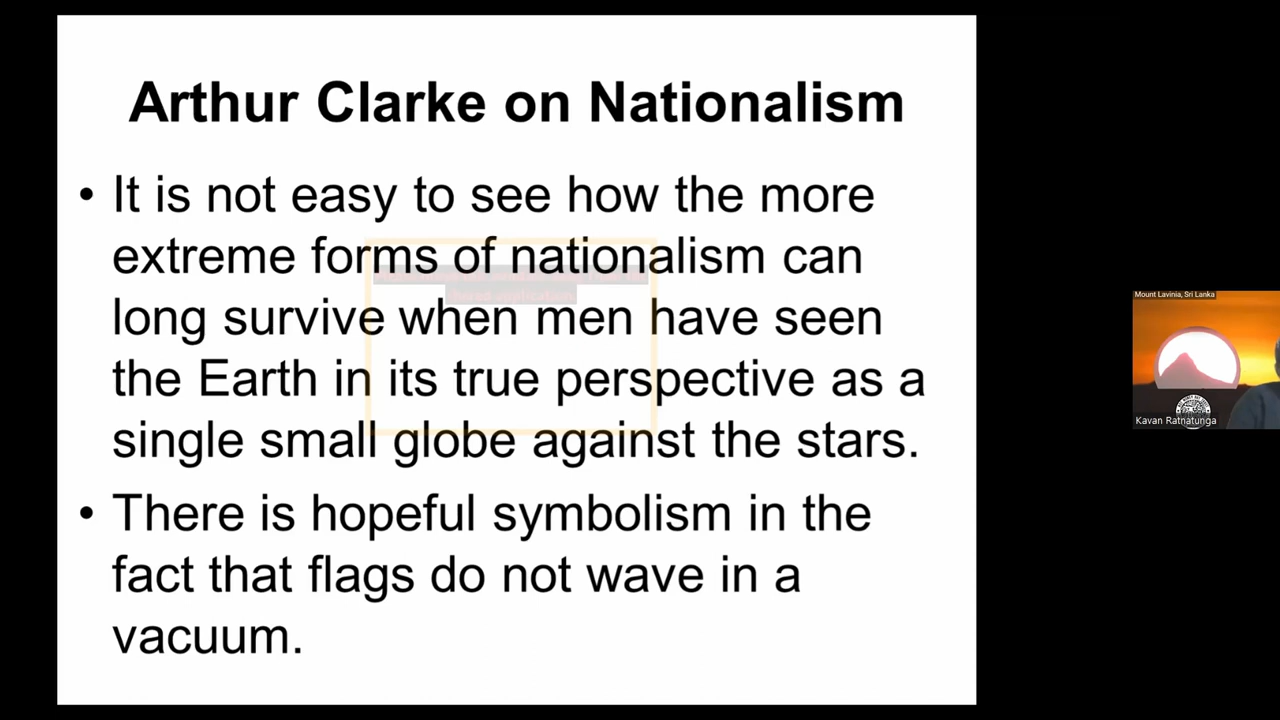 Arthur Clarke on Nationalism
• It is not easy to see how the more
extreme forms of nationalism can
long survive when men have seen
the Earth in its true perspective as a
single small globe against the stars.
• There is hopeful symbolism in the
fact that flags do not wave in a
vacuum.
Mount Lavinia, Sri Lanka
Kavan Ratnatunga